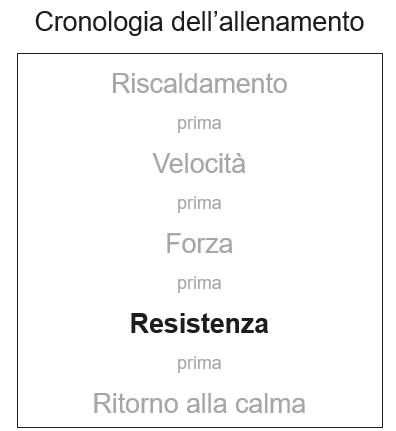 Cronologia dell’allenamento
Riscaldamento
prima
Velocità
prima
Forza
prima
Resistenza
prima
Ritorno alla calma